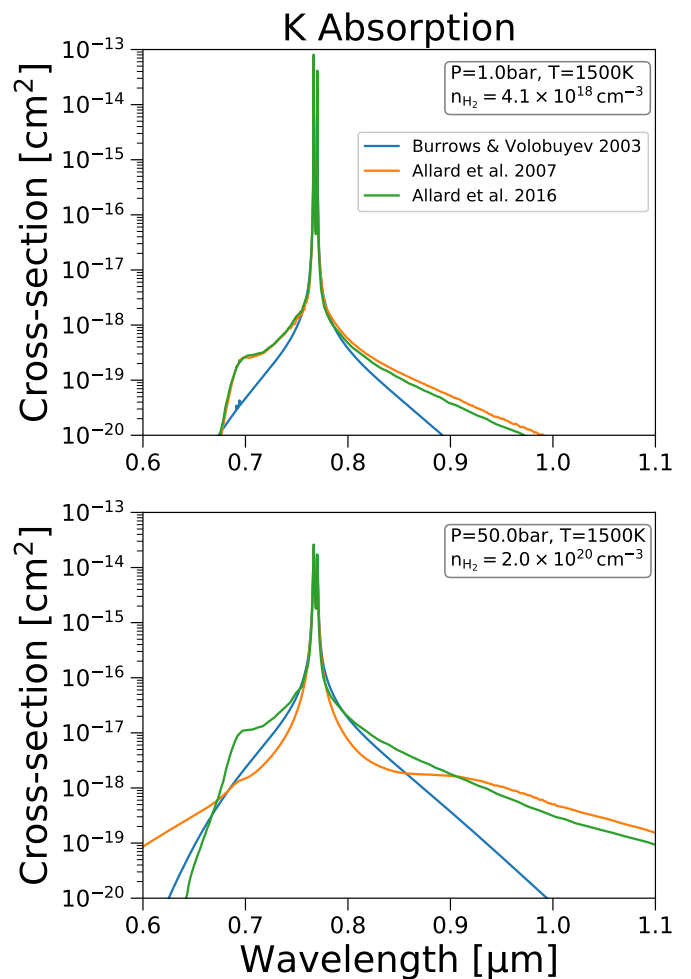 K Absorption
Cross-section [cm²]
10⁻¹³
10⁻¹⁴
10⁻¹⁵
10⁻¹⁶
10⁻¹⁷
10⁻¹⁸
10⁻¹⁹
10⁻²⁰
P=1.0bar, T=1500K
n_H₂ = 4.1 × 10¹⁸ cm⁻³
Burrows & Volobuyev 2003
Allard et al. 2007
Allard et al. 2016
0.6 0.7 0.8 0.9 1.0 1.1
Cross-section [cm²]
10⁻¹³
10⁻¹⁴
10⁻¹⁵
10⁻¹⁶
10⁻¹⁷
10⁻¹⁸
10⁻¹⁹
10⁻²⁰
P=50.0bar, T=1500K
n_H₂ = 2.0 × 10²⁰ cm⁻³
0.6 0.7 0.8 0.9 1.0 1.1
Wavelength [μm]